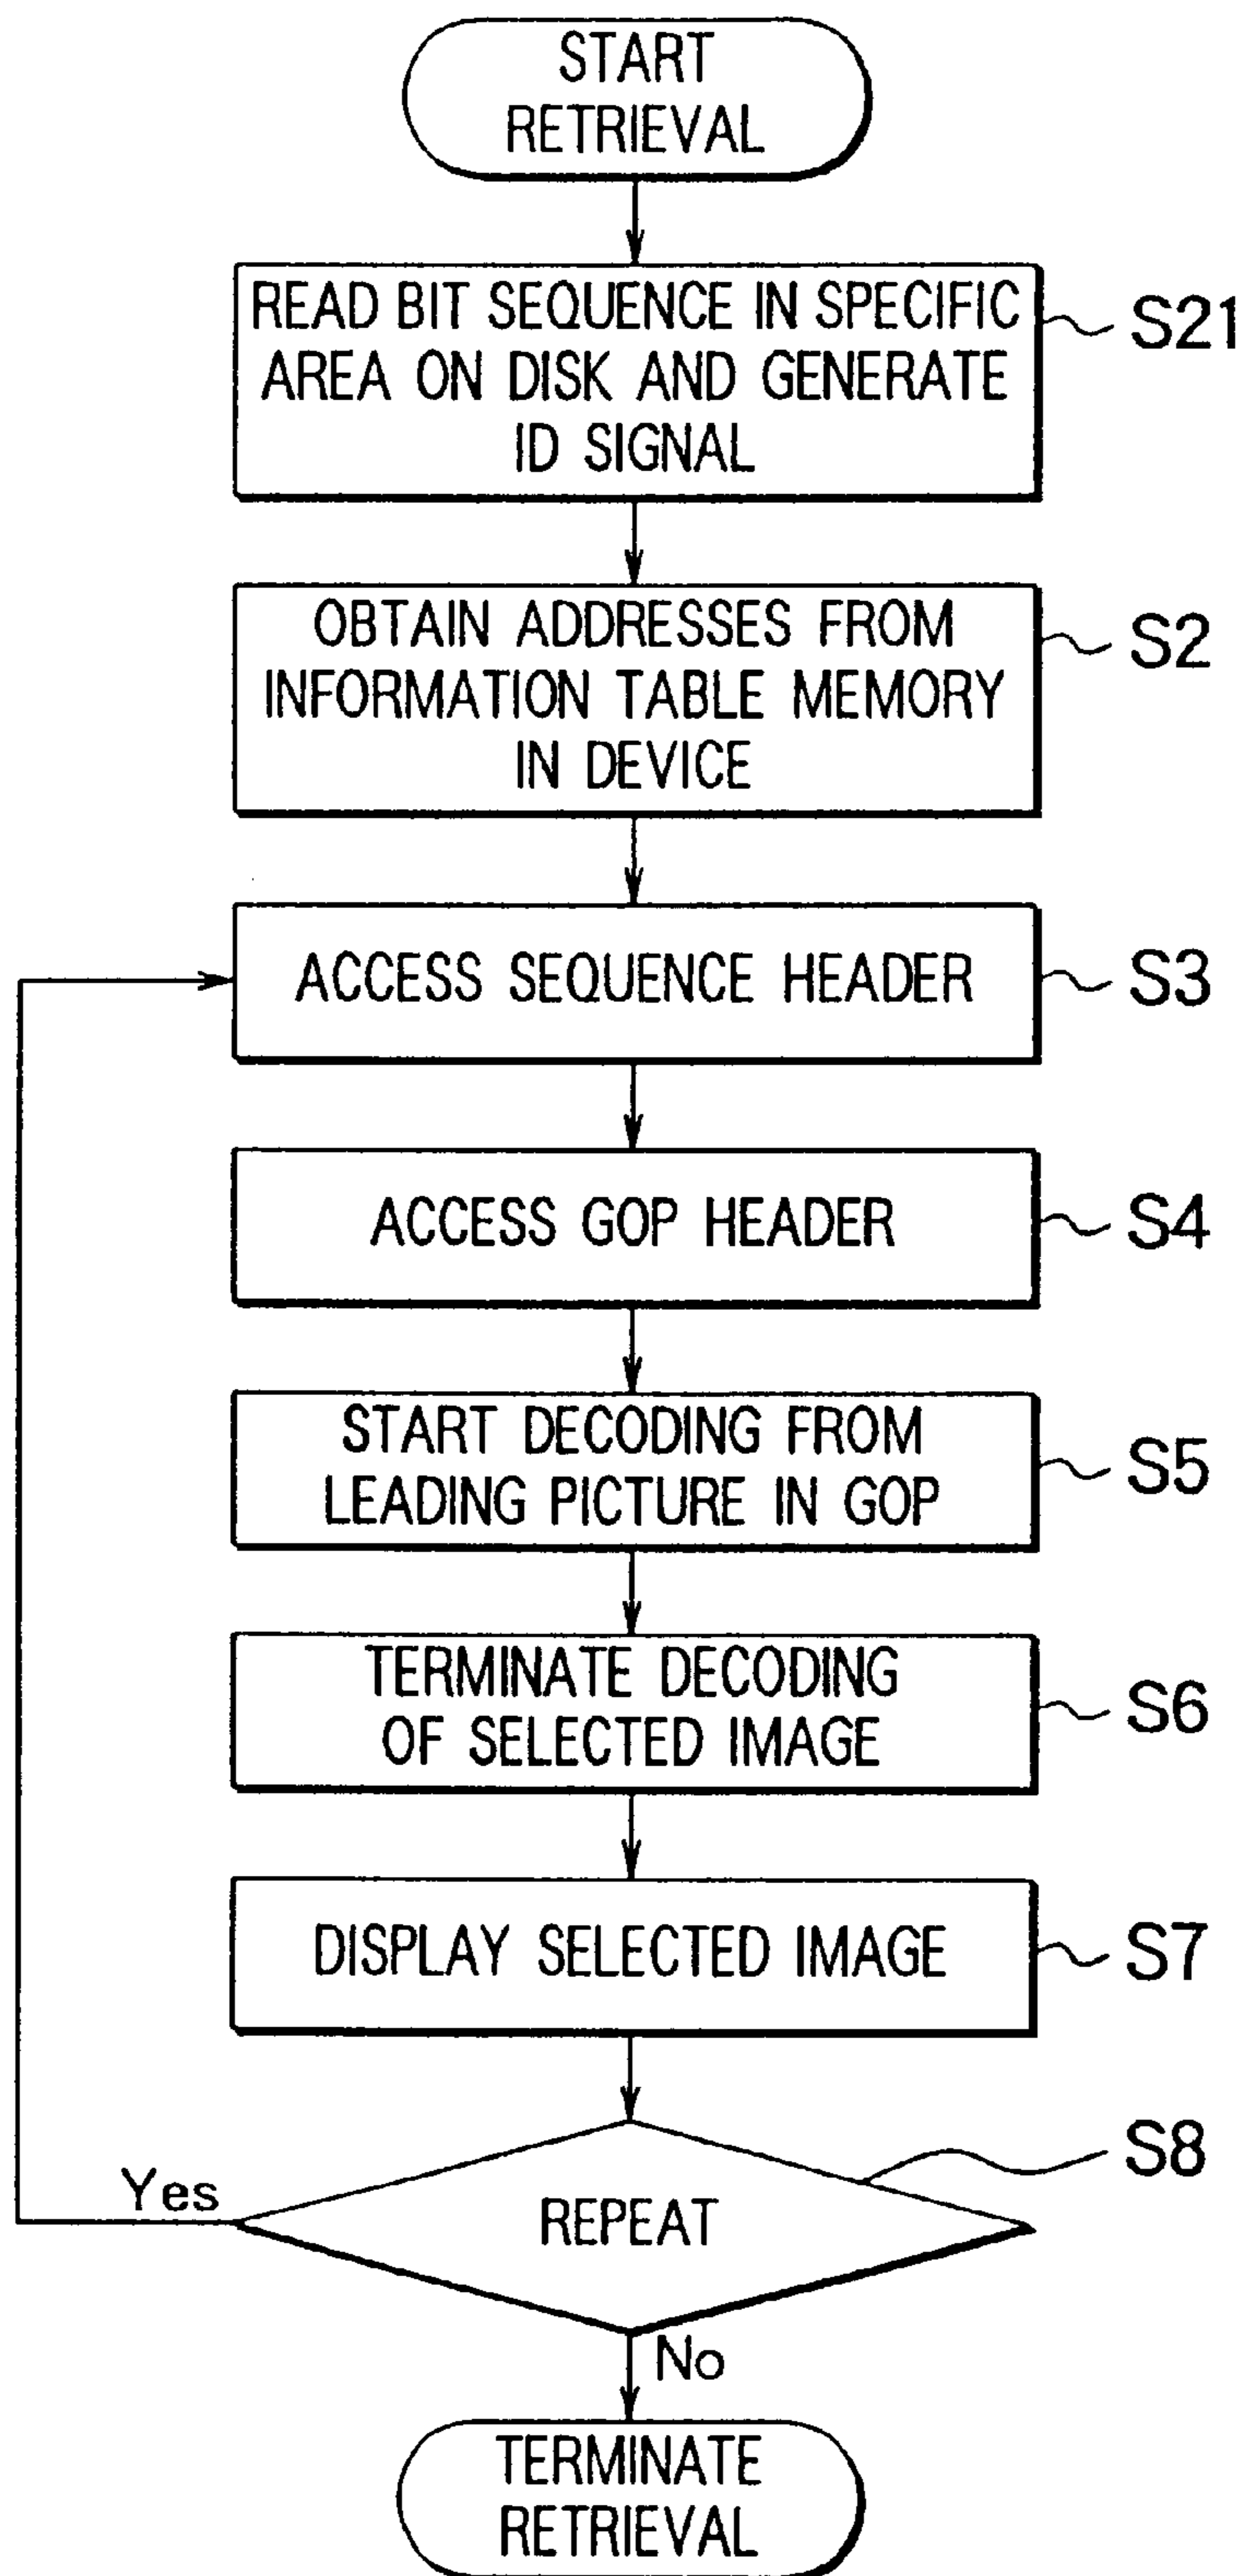 START
RETRIEVAL
READ BIT SEQUENCE IN SPECIFIC
AREA ON DISK AND GENERATE
ID SIGNAL
S21
OBTAIN ADDRESSES FROM
INFORMATION TABLE MEMORY
IN DEVICE
S2
ACCESS SEQUENCE HEADER
S3
ACCESS GOP HEADER
S4
START DECODING FROM
LEADING PICTURE IN GOP
S5
TERMINATE DECODING
OF SELECTED IMAGE
S6
DISPLAY SELECTED IMAGE
S7
S8
Yes
REPEAT
No
TERMINATE
RETRIEVAL